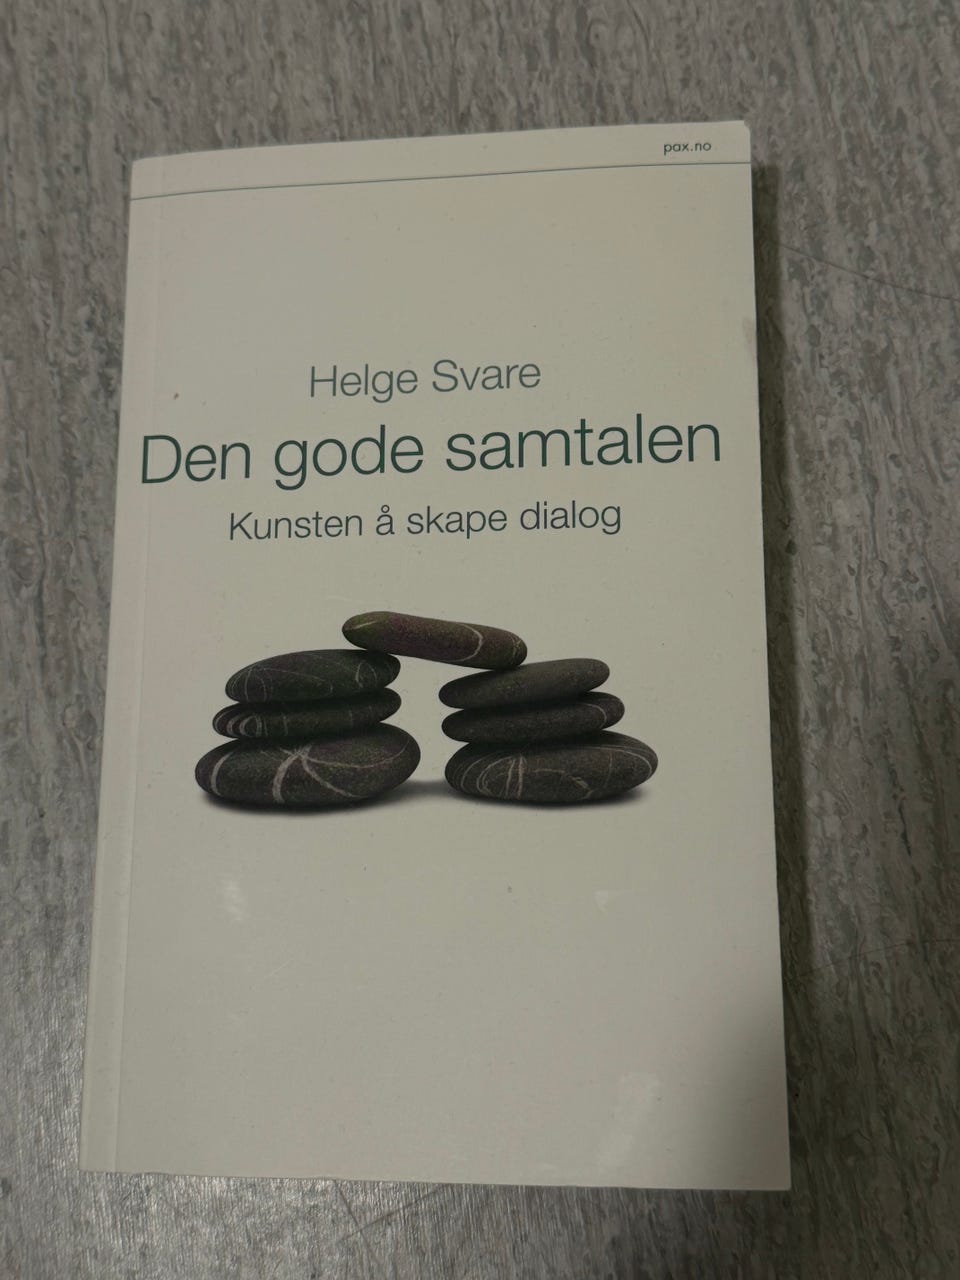 pax.no
Helge Svare
Den gode samtalen
Kunsten å skape dialog